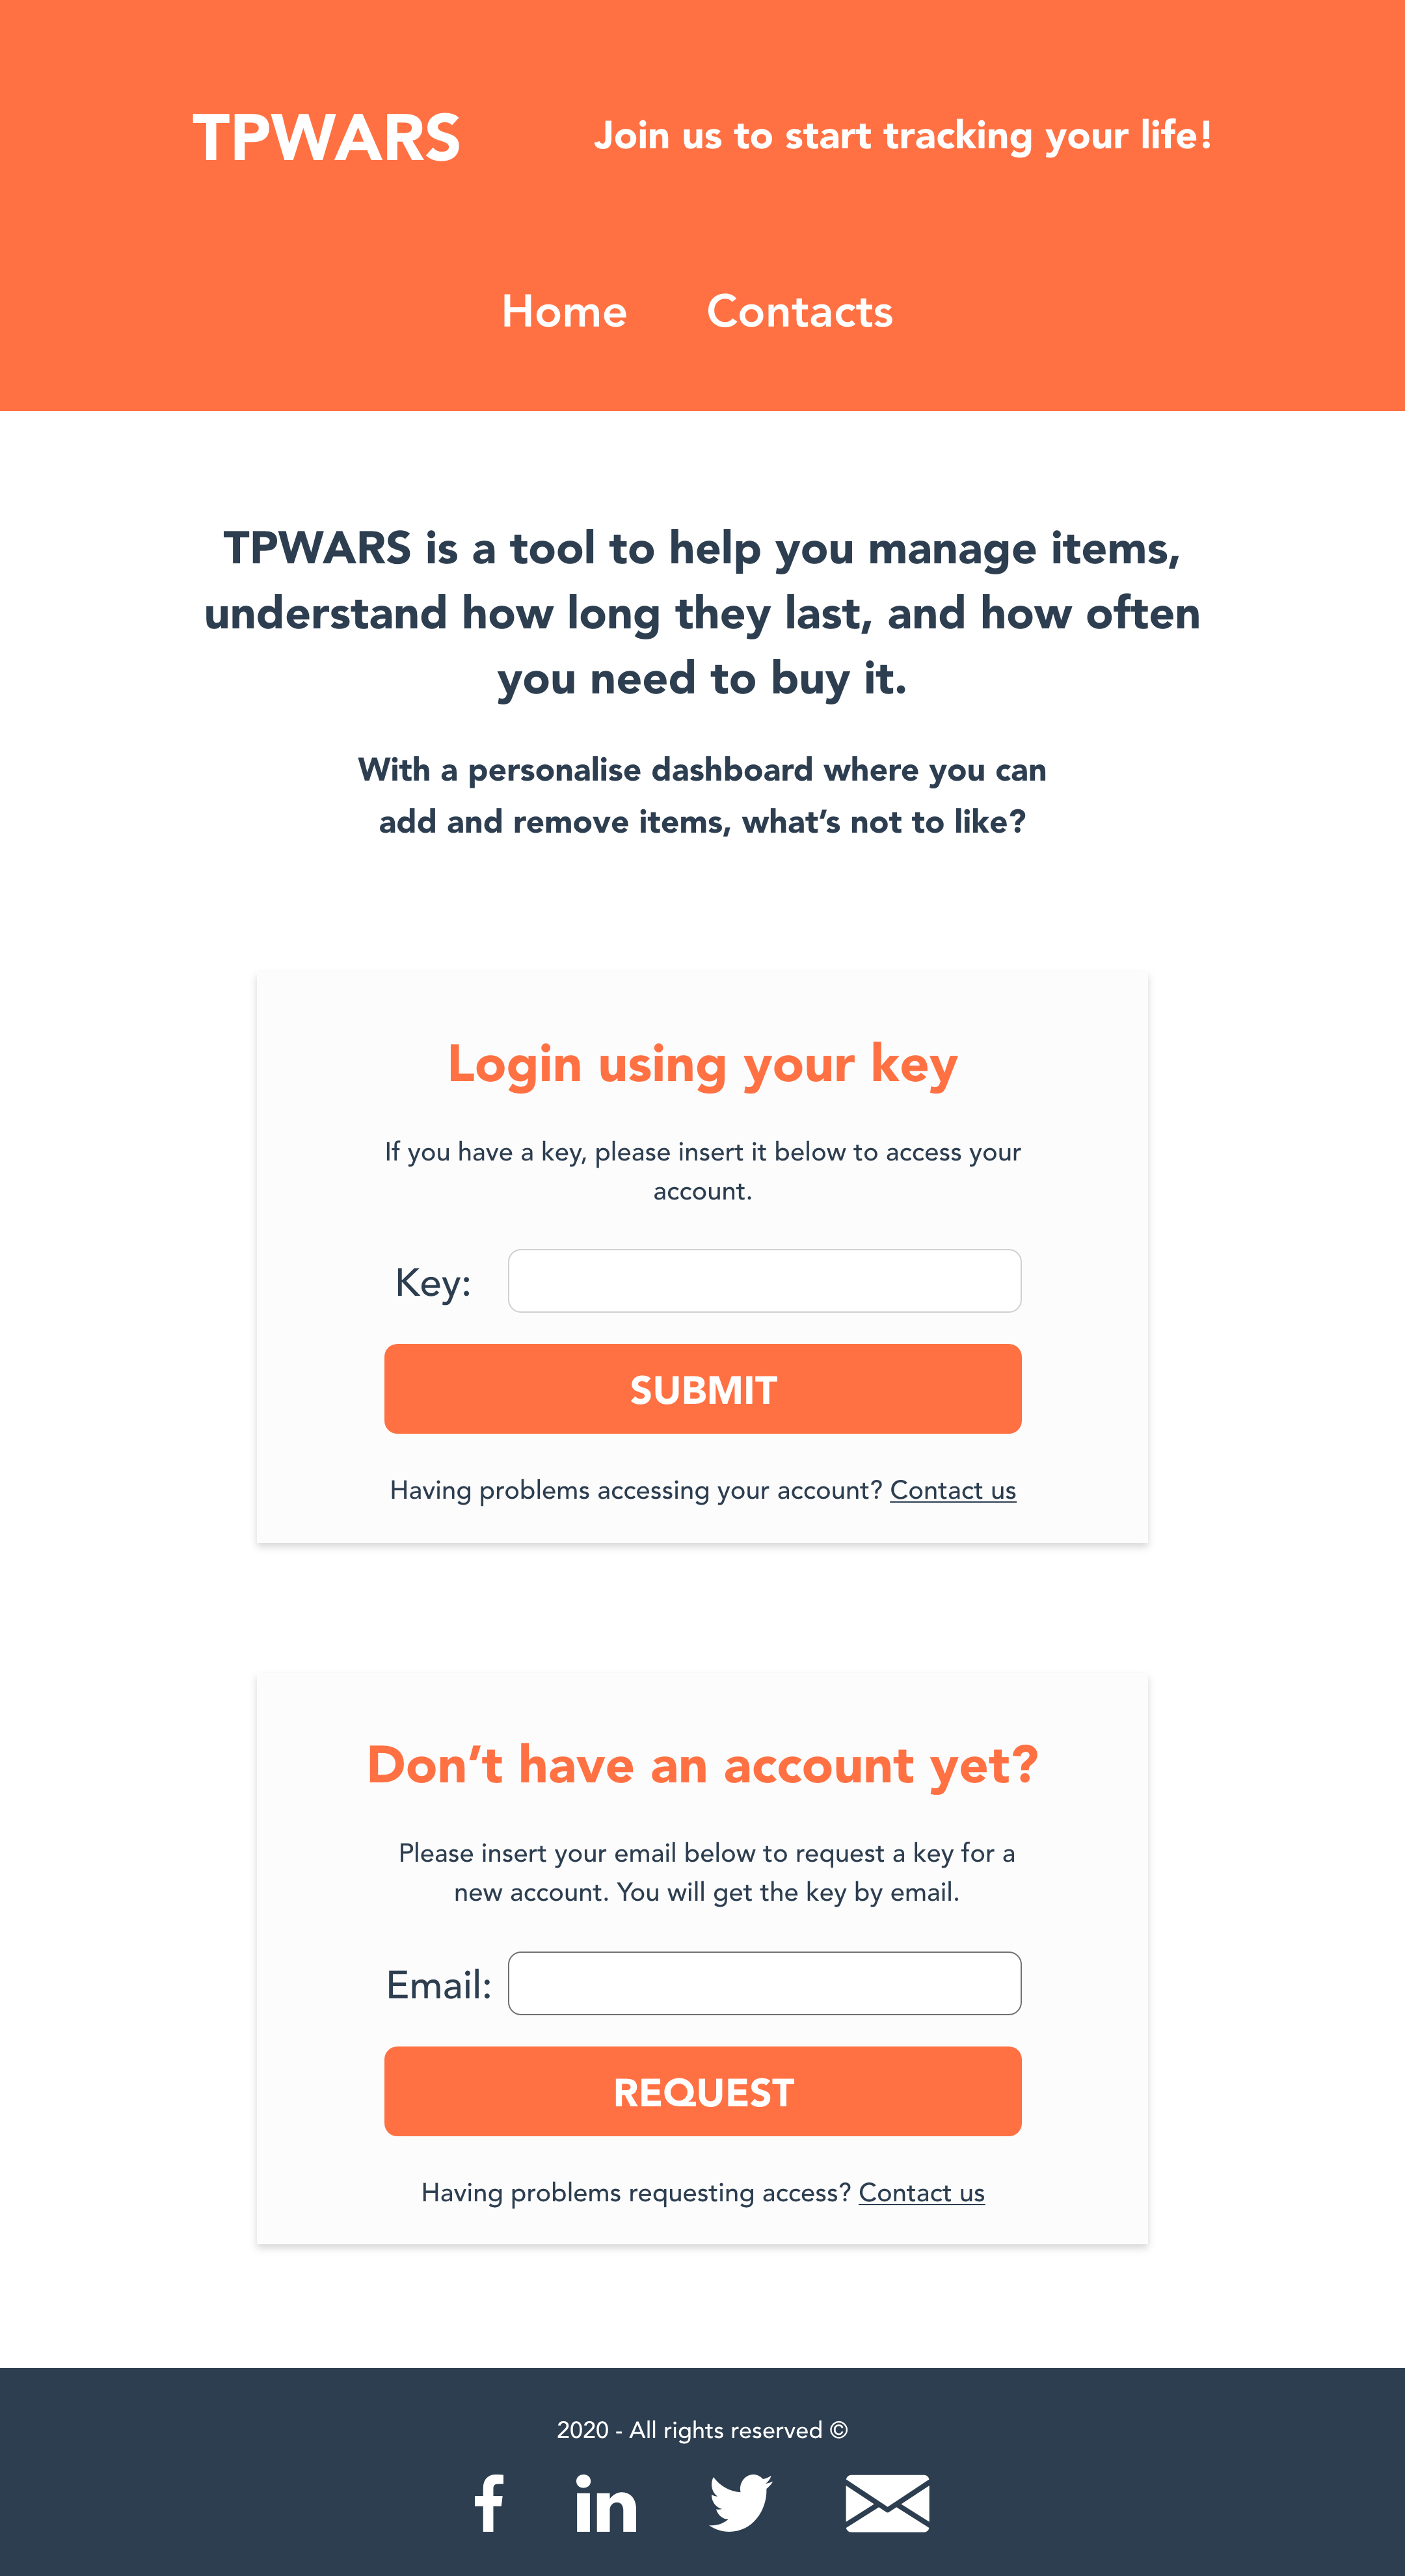 TPWARS
Join us to start tracking your life!
Home
Contacts
TPWARS is a tool to help you manage items,
understand how long they last, and how often
you need to buy it.
With a personalise dashboard where you can
add and remove items, what’s not to like?
Login using your key
If you have a key, please insert it below to access your
account.
Key:
SUBMIT
Having problems accessing your account? Contact us
Don’t have an account yet?
Please insert your email below to request a key for a
new account. You will get the key by email.
Email:
REQUEST
Having problems requesting access? Contact us
2020 - All rights reserved ©